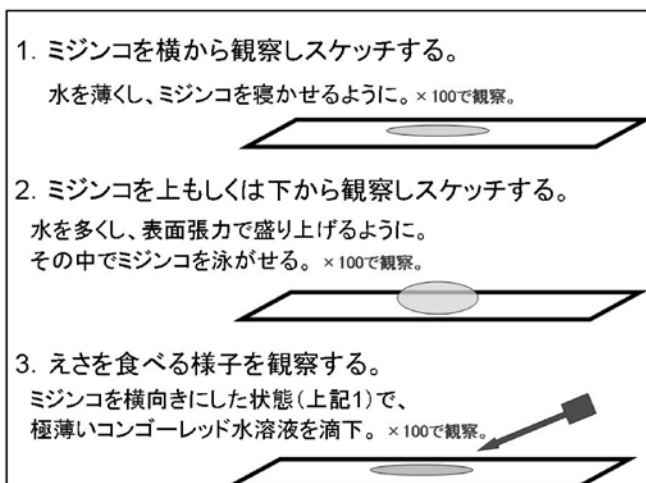 1. ミジンコを横から観察しスケッチする。
水を薄くし、ミジンコを寝かせるように。×100で観察。
2. ミジンコを上もしくは下から観察しスケッチする。
水を多くし、表面張力で盛り上げるように。
その中でミジンコを泳がせる。 ×100で観察。
3. えさを食べる様子を観察する。
ミジンコを横向きにした状態(上記1)で、
極薄いコンゴーレッド水溶液を滴下。 ×100で観察。